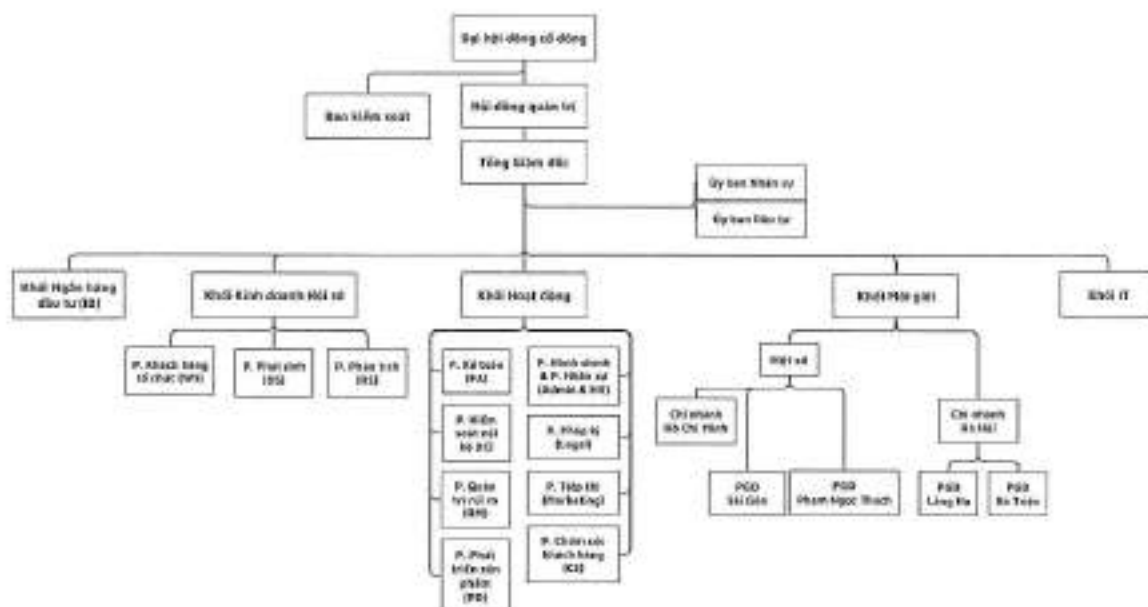 Đại hội đồng cổ đông
Ban kiểm soát
Hội đồng quản trị
Tổng Giám đốc
Ủy ban Nhân sự
Ủy ban Đầu tư
Khối Ngân hàng
đầu tư (IB)
Khối Kinh doanh Hội sở
Khối Hoạt động
Khối Môi giới
Khối IT
P. Khách hàng
tổ chức
P. Phái sinh
P. Phân tích
P. Kế toán
P. Hành chính
& P. Nhân sự
(Admin & HR)
P. Kiểm
soát nội
bộ (IC)
P. Pháp lý
(Legal)
P. Quản
trị rủi ro
(RM)
P. Tiếp thị
(Marketing)
P. Phát
triển sản
phẩm
(PD)
P. Chăm sóc
khách hàng
(CS)
Hội sở
Chi nhánh
Hồ Chí Minh
Chi nhánh
Hà Nội
PGD
Sài Gòn
PGD
Phạm Ngọc Thạch
PGD
Láng Hạ
PGD
Bà Triệu